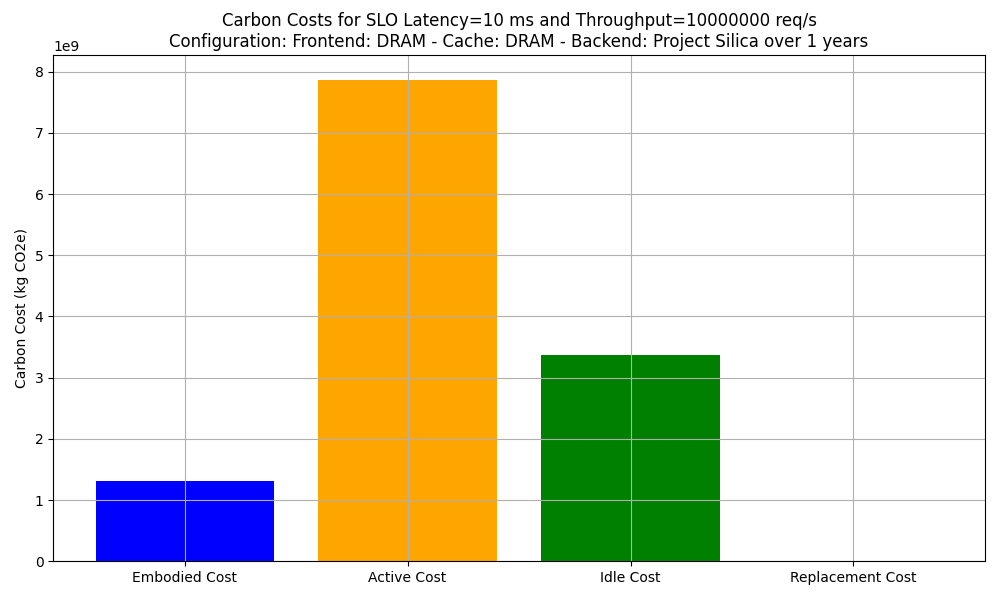 Carbon Costs for SLO Latency=10 ms and Throughput=10000000 req/s
Configuration: Frontend: DRAM - Cache: DRAM - Backend: Project Silica over 1 years
1e9
8
7
6
5
4
3
2
1
0
Carbon Cost (kg CO2e)
Embodied Cost
Active Cost
Idle Cost
Replacement Cost